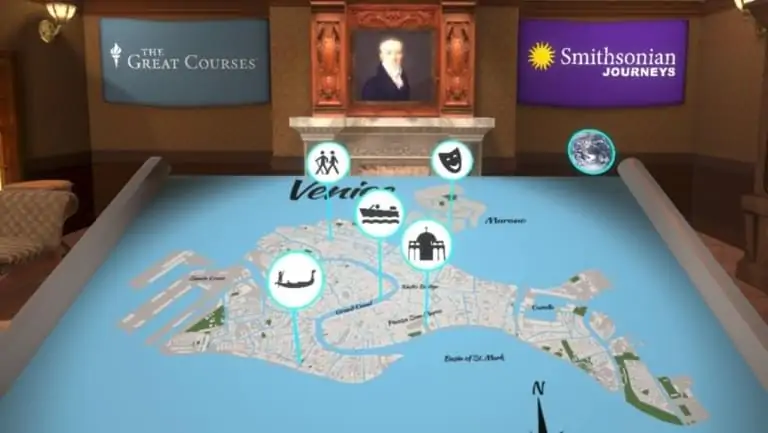 THE
GREAT COURSES
Smithsonian
JOURNEYS
Venice
Murano
Grand Canal
Rialto Bridge
Piazza San Marco
Castello
Basin of St. Mark
N